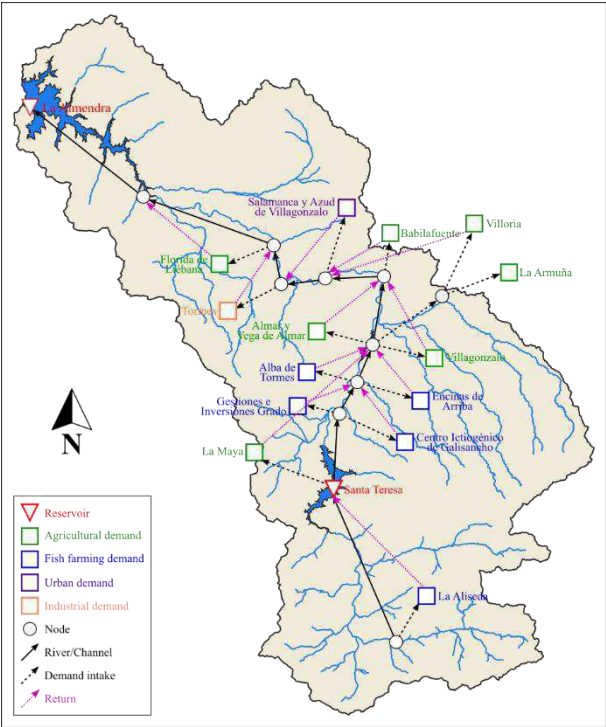 La Almendra
Salamanca y Azud
de Villagonzalo
Babilafuente
Villoria
La Armuña
Florida de
Liébana
Tormes
Almar y
Vega de Almar
Villagonzalo
Alba de
Tormes
Encinas de
Arriba
Gestiones e
Inversiones Grado
Centro Ictiogénico
de Galisancho
La Maya
Santa Teresa
La Aliseda
N
Reservoir
Agricultural demand
Fish farming demand
Urban demand
Industrial demand
Node
River/Channel
Demand intake
Return